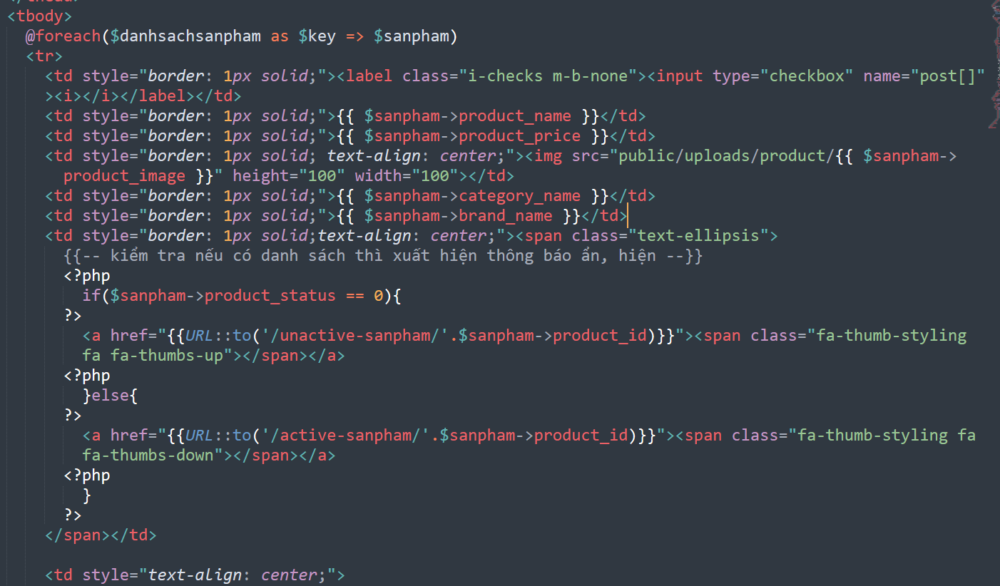 <tbody>
@foreach($danhsachsanpham as $key => $sanpham)
<tr>
<td style="border: 1px solid;"><label class="i-checks m-b-none"><input type="checkbox" name="post[]"
><i></i></label></td>
<td style="border: 1px solid;">{{ $sanpham->product_name }}</td>
<td style="border: 1px solid;">{{ $sanpham->product_price }}</td>
<td style="border: 1px solid; text-align: center;"><img src="public/uploads/product/{{ $sanpham->
product_image }}" height="100" width="100"></td>
<td style="border: 1px solid;">{{ $sanpham->category_name }}</td>
<td style="border: 1px solid;">{{ $sanpham->brand_name }}</td>
<td style="border: 1px solid;text-align: center;"><span class="text-ellipsis">
{{-- kiểm tra nếu có danh sách thì xuất hiện thông báo ẩn, hiện --}}
<?php
if($sanpham->product_status == 0){
?>
<a href="{{URL::to('/unactive-sanpham/'.$sanpham->product_id)}}"><span class="fa-thumb-styling
fa fa-thumbs-up"></span></a>
<?php
}else{
?>
<a href="{{URL::to('/active-sanpham/'.$sanpham->product_id)}}"><span class="fa-thumb-styling fa
fa-thumbs-down"></span></a>
<?php
}
?>
</span></td>
<td style="text-align: center;">